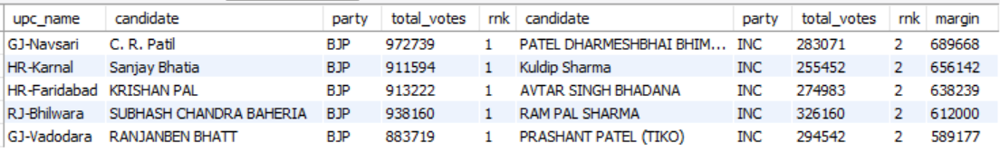 upc_name candidate party total_votes rnk candidate party total_votes rnk margin
GJ-Navsari C. R. Patil BJP 972739 1 PATEL DHARMESHBHAI BHIM... INC 283071 2 689668
HR-Karnal Sanjay Bhatia BJP 911594 1 Kuldip Sharma INC 255452 2 656142
HR-Faridabad KRISHAN PAL BJP 913222 1 AVTAR SINGH BHADANA INC 274983 2 638239
RJ-Bhilwara SUBHASH CHANDRA BAHERIA BJP 938160 1 RAM PAL SHARMA INC 326160 2 612000
GJ-Vadodara RANJANBEN BHATT BJP 883719 1 PRASHANT PATEL (TIKO) INC 294542 2 589177